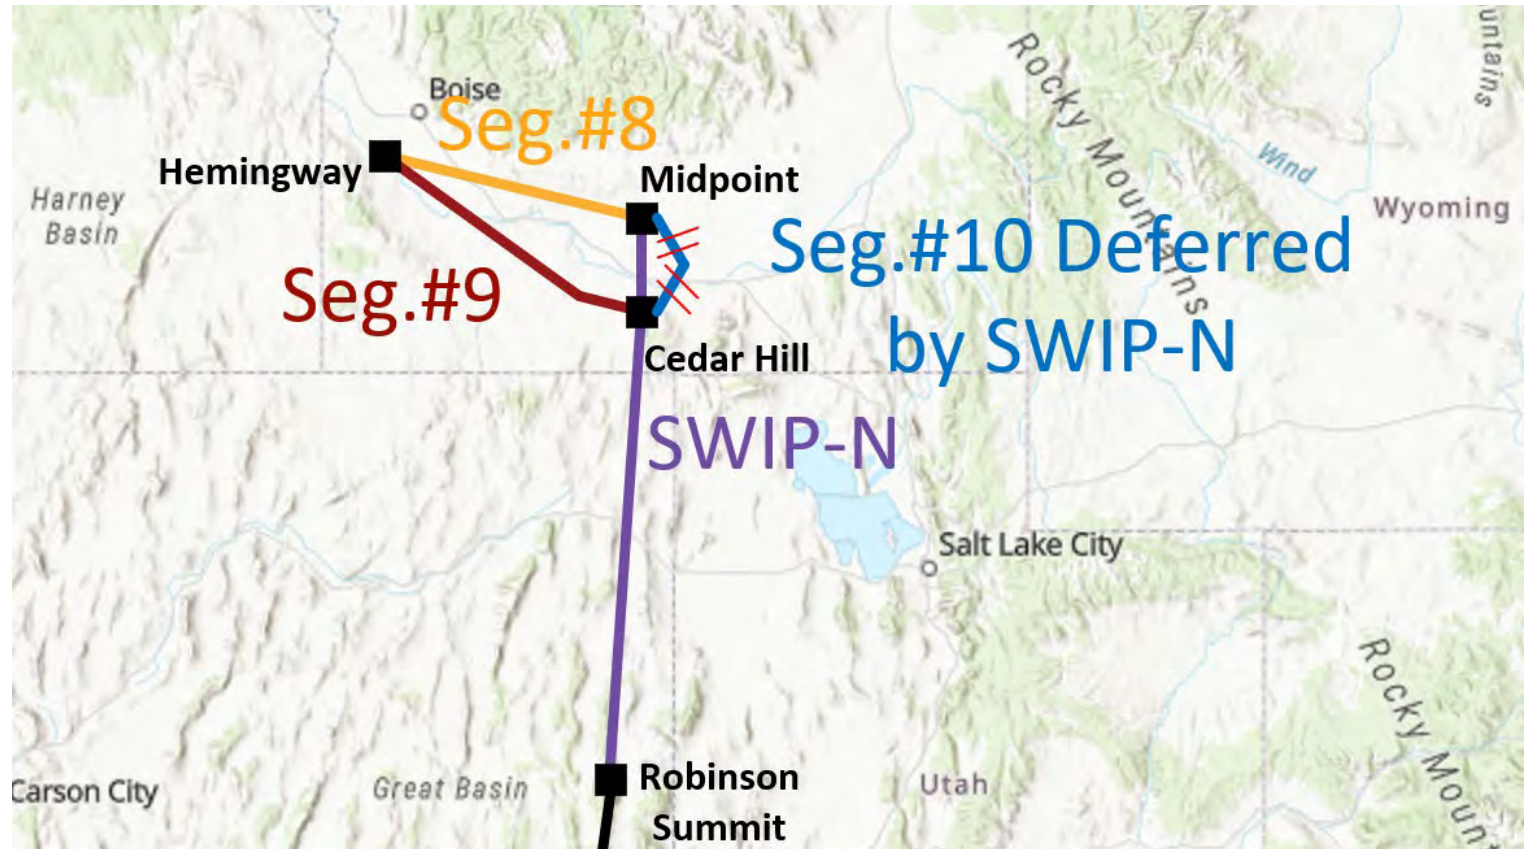 Boise
Seg.#8
Hemingway
Midpoint
Harney
Basin
Rocky Mountains
Wind
Wyoming
untains
Seg.#10 Deferred
by SWIP-N
Seg.#9
Cedar Hill
SWIP-N
Salt Lake City
Carson City
Great Basin
Robinson
Summit
Utah
Rocky Mount